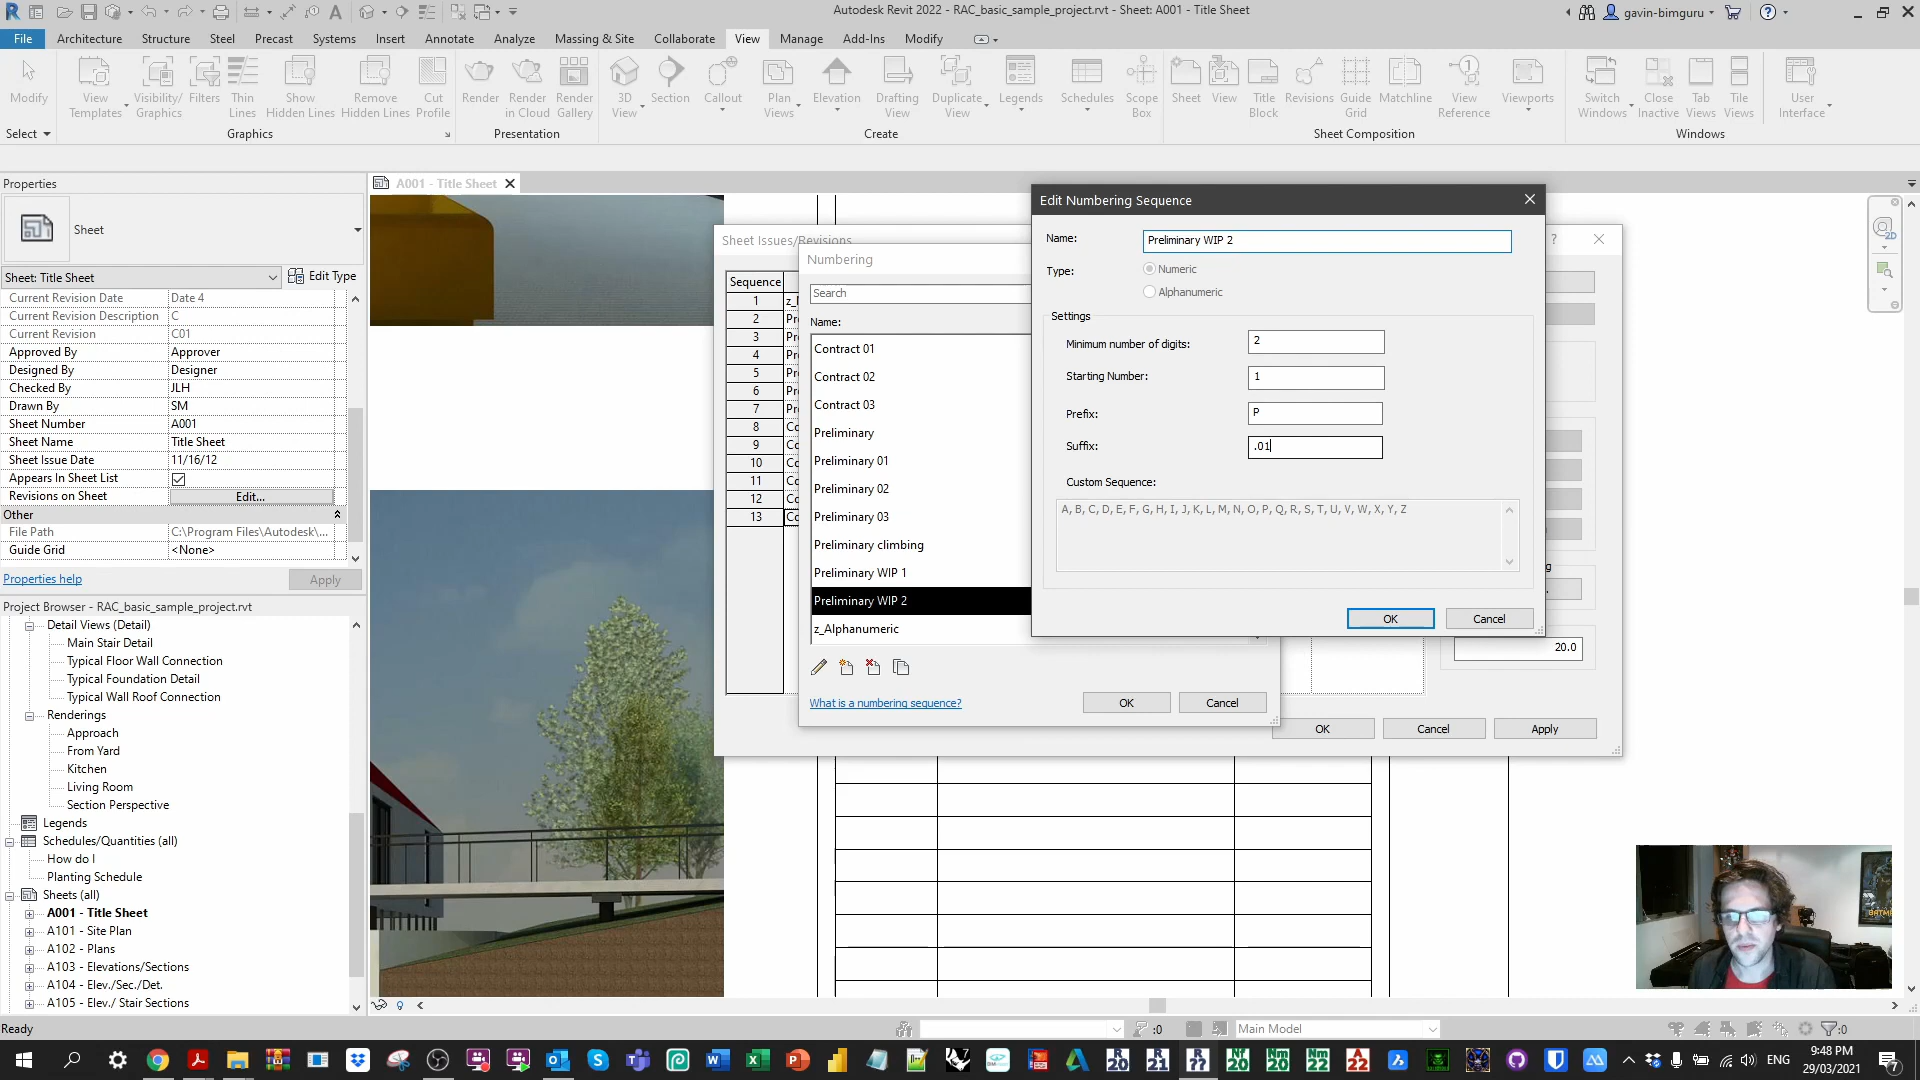 Autodesk Revit 2022 - RAC_basic_sample_project.rvt - Sheet: A001 - Title Sheet
gavin-bimguru
File Architecture Structure Steel Precast Systems Insert Annotate Analyze Massing & Site Collaborate View Manage Add-Ins Modify
Modify
View Templates
Visibility/ Graphics
Filters
Thin Lines
Show Hidden Lines
Remove Hidden Lines
Cut Profile
Render
Render in Cloud
Render Gallery
3D View
Section
Callout
Plan Views
Elevation
Drafting View
Duplicate View
Legends
Schedules
Scope Box
Sheet
View
Title Block
Revisions
Guide Grid
Matchline
View Reference
Viewports
Switch Windows
Close Inactive
Tab Views
Tile Views
User Interface
Select Graphics Presentation Create Sheet Composition Windows
Properties
Sheet
Sheet: Title Sheet Edit Type
Current Revision Date Date 4
Current Revision Description C
Current Revision C01
Approved By Approver
Designed By Designer
Checked By JLH
Drawn By SM
Sheet Number A001
Sheet Name Title Sheet
Sheet Issue Date 11/16/12
Appears In Sheet List
Revisions on Sheet Edit...
Other
File Path C:\Program Files\Autodesk\...
Guide Grid <None>
Properties help Apply
Project Browser - RAC_basic_sample_project.rvt
Detail Views (Detail)
Main Stair Detail
Typical Floor Wall Connection
Typical Foundation Detail
Typical Wall Roof Connection
Renderings
Approach
From Yard
Kitchen
Living Room
Section Perspective
Legends
Schedules/Quantities (all)
How do I
Planting Schedule
Sheets (all)
A001 - Title Sheet
A101 - Site Plan
A102 - Plans
A103 - Elevations/Sections
A104 - Elev./Sec./Det.
A105 - Elev./ Stair Sections
A001 - Title Sheet
Sheet Issues/Revisions
Sequence
1 z_
2 Pr
3 Pr
4 Pr
5 Pr
6 Pr
7 Pr
8 Co
9 Co
10 Co
11 Co
12 Co
13 Co
20.0
OK Cancel Apply
Numbering
Search
Name:
Contract 01
Contract 02
Contract 03
Preliminary
Preliminary 01
Preliminary 02
Preliminary 03
Preliminary climbing
Preliminary WIP 1
Preliminary WIP 2
z_Alphanumeric
What is a numbering sequence? OK Cancel
Edit Numbering Sequence
Name: Preliminary WIP 2
Type: Numeric
Alphanumeric
Settings
Minimum number of digits: 2
Starting Number: 1
Prefix: P
Suffix: .01
Custom Sequence:
A, B, C, D, E, F, G, H, I, J, K, L, M, N, O, P, Q, R, S, T, U, V, W, X, Y, Z
OK Cancel
Ready
:0
Main Model
:0
ENG
9:48 PM
29/03/2021